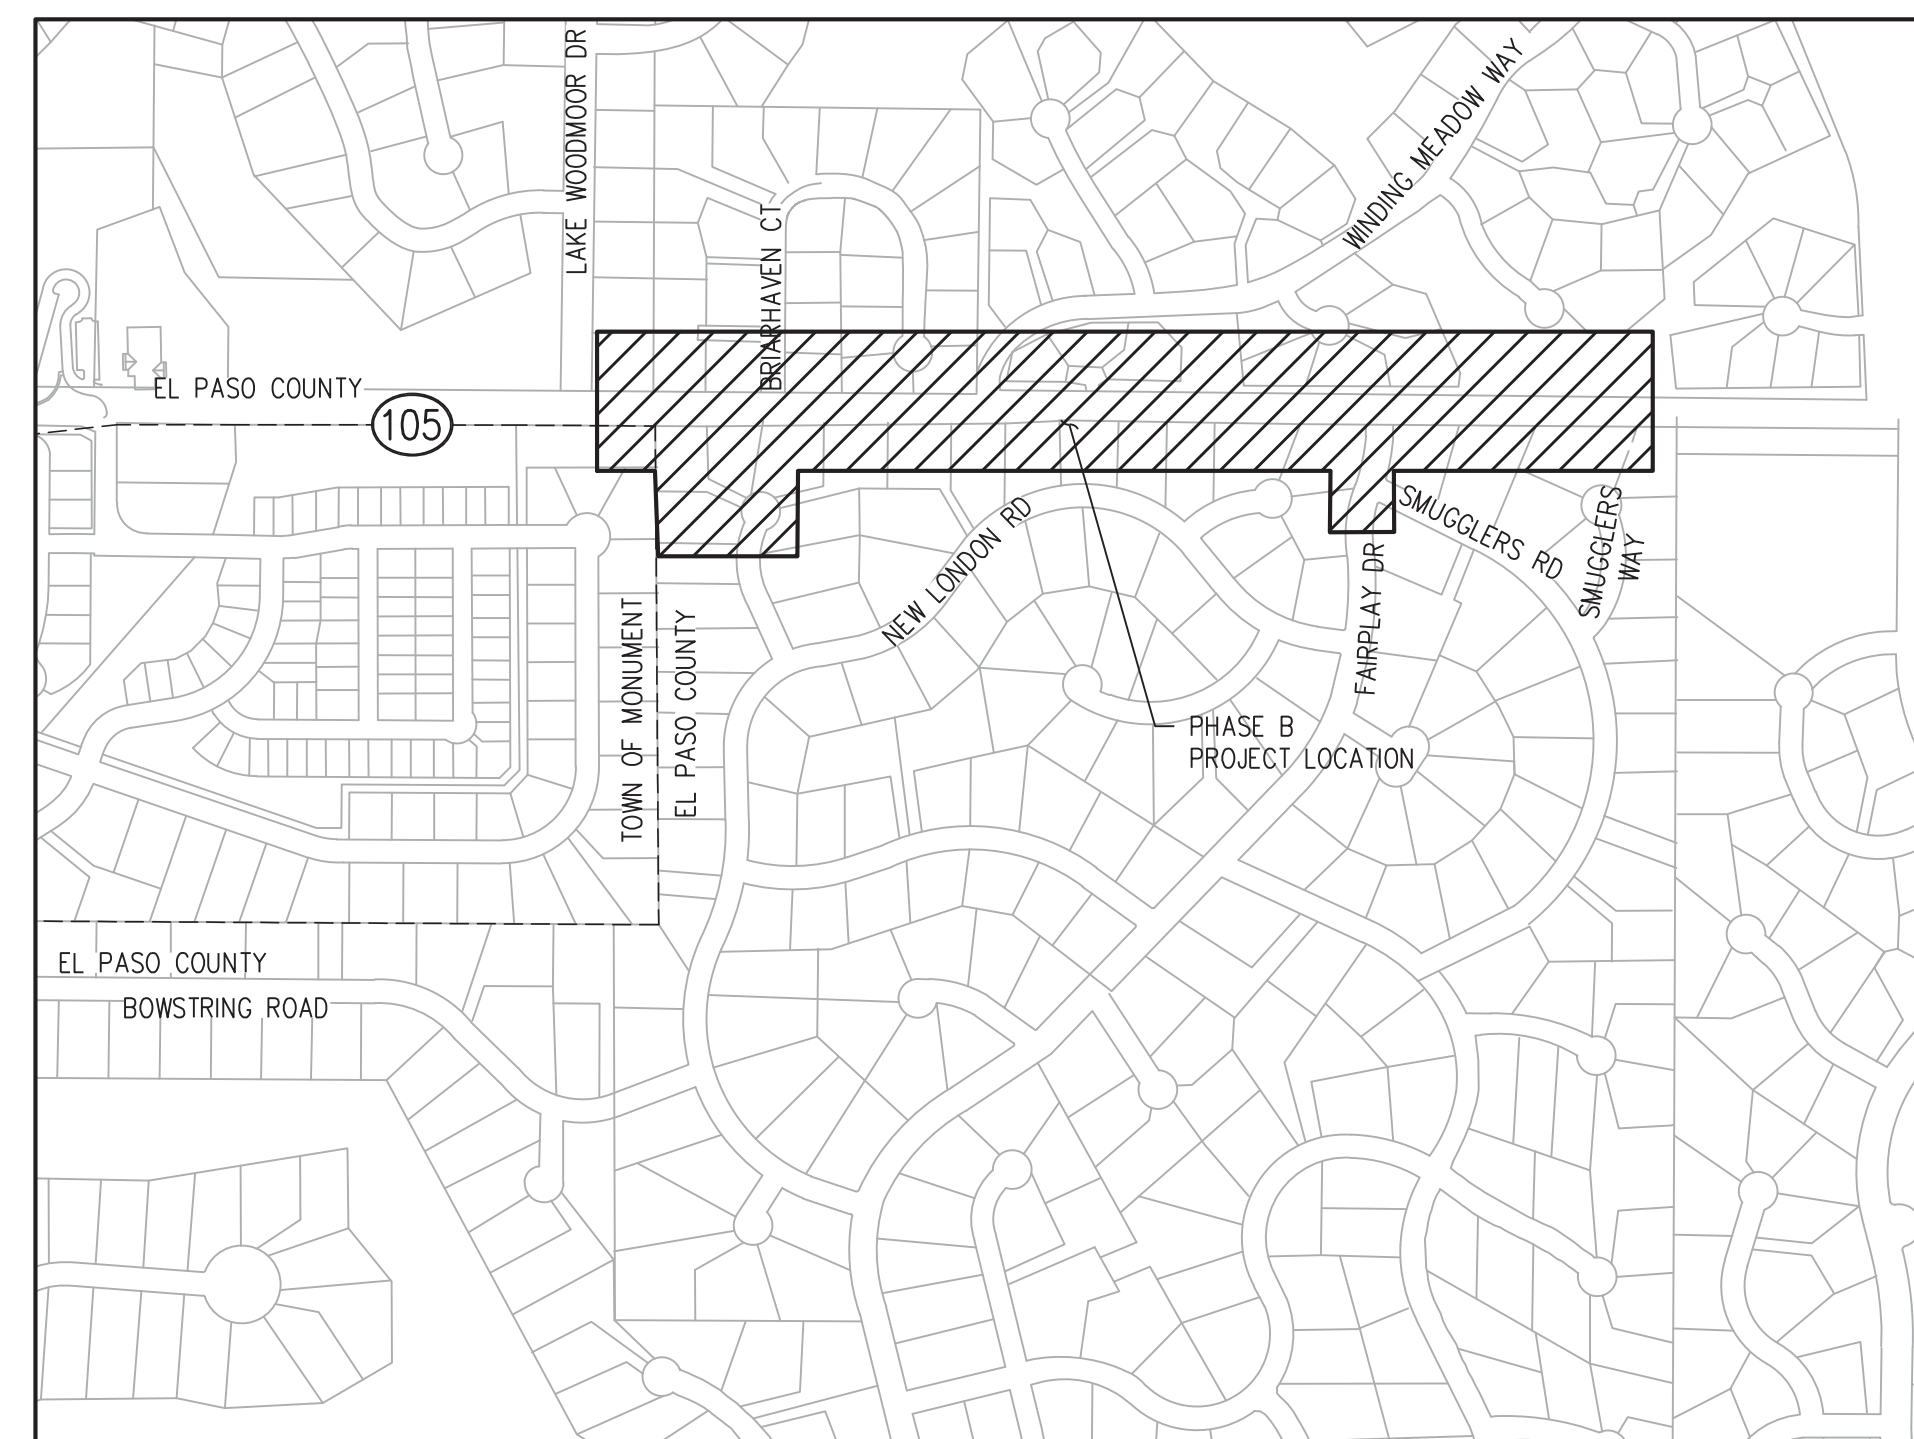 LAKE WOODMOOR DR
WINDING MEADOW WAY
BRIARHAVEN CT
EL PASO COUNTY
105
NEW LONDON RD
SMUGGLERS RD
SMUGGLERS
WAY
FAIRPLAY DR
TOWN OF MONUMENT
EL PASO COUNTY
PHASE B
PROJECT LOCATION
EL PASO COUNTY
BOWSTRING ROAD